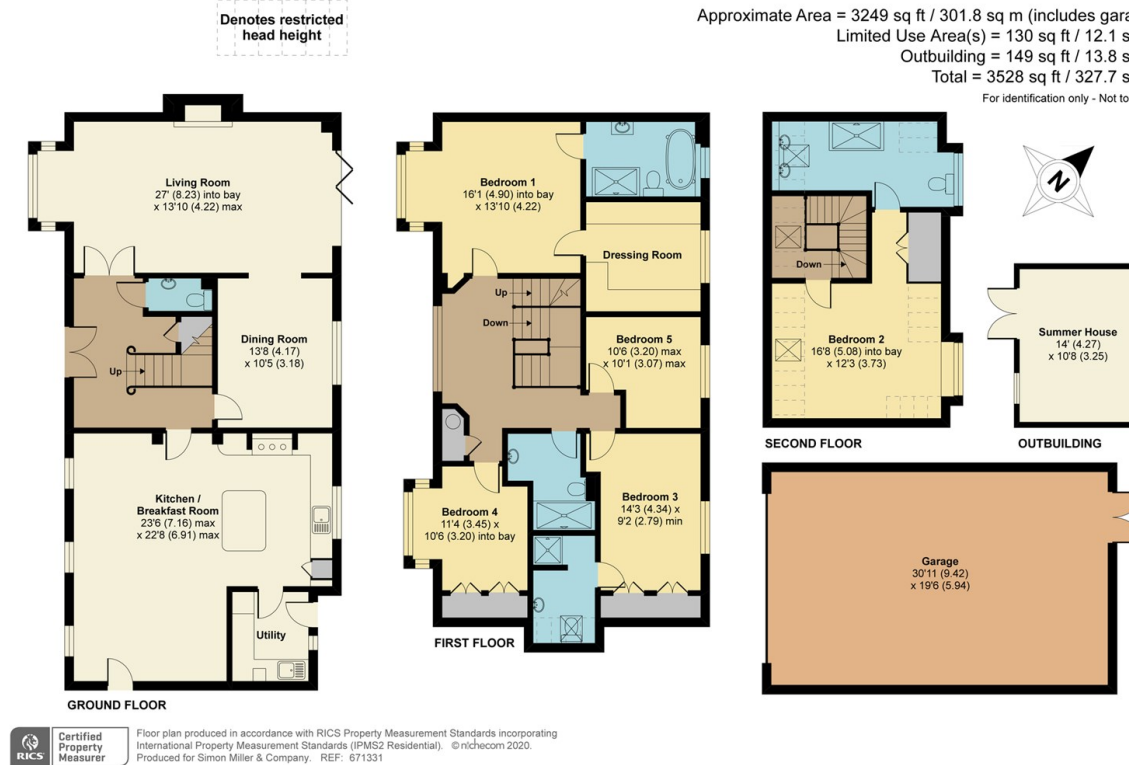 Denotes restricted
head height
Approximate Area = 3249 sq ft / 301.8 sq m (includes gara
Limited Use Area(s) = 130 sq ft / 12.1 s
Outbuilding = 149 sq ft / 13.8 s
Total = 3528 sq ft / 327.7 s
For identification only - Not to
Living Room
27' (8.23) into bay
x 13'10 (4.22) max
Dining Room
13'8 (4.17)
x 10'5 (3.18)
Up
Kitchen /
Breakfast Room
23'6 (7.16) max
x 22'8 (6.91) max
Utility
GROUND FLOOR
Bedroom 1
16'1 (4.90) into bay
x 13'10 (4.22)
Dressing Room
Up
Down
Bedroom 5
10'6 (3.20) max
x 10'1 (3.07) max
Bedroom 4
11'4 (3.45) x
10'6 (3.20) into bay
Bedroom 3
14'3 (4.34) x
9'2 (2.79) min
FIRST FLOOR
Down
Bedroom 2
16'8 (5.08) into bay
x 12'3 (3.73)
SECOND FLOOR
N
Summer House
14' (4.27)
x 10'8 (3.25)
OUTBUILDING
Garage
30'11 (9.42)
x 19'6 (5.94)
RICS
Certified
Property
Measurer
Floor plan produced in accordance with RICS Property Measurement Standards incorporating
International Property Measurement Standards (IPMS2 Residential). © nichecom 2020.
Produced for Simon Miller & Company. REF: 671331